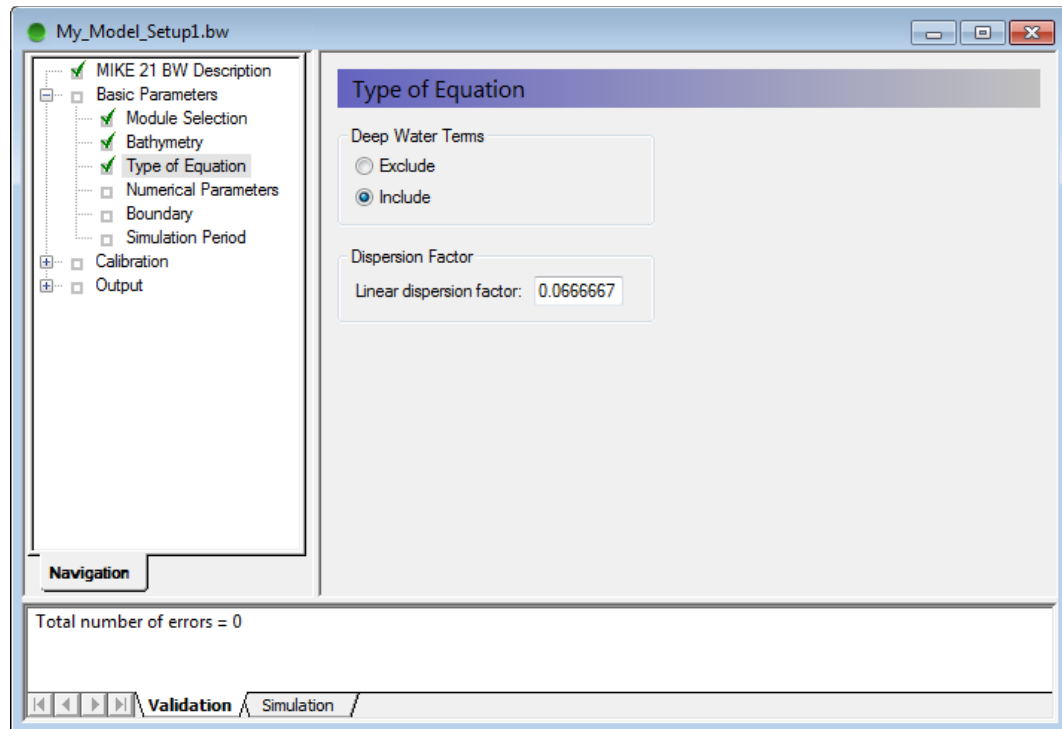 My_Model_Setup1.bw
MIKE 21 BW Description
Basic Parameters
Module Selection
Bathymetry
Type of Equation
Numerical Parameters
Boundary
Simulation Period
Calibration
Output
Navigation
Type of Equation
Deep Water Terms
Exclude
Include
Dispersion Factor
Linear dispersion factor: 0.0666667
Total number of errors = 0
Validation Simulation